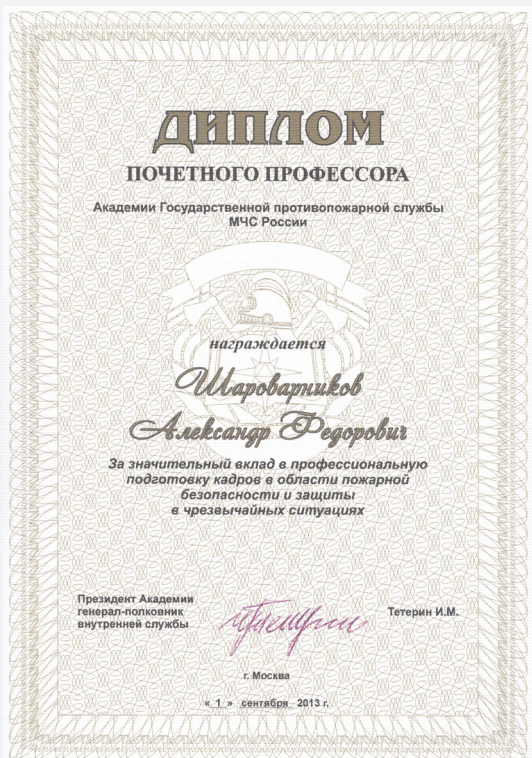 ДИПЛОМ
ПОЧЕТНОГО ПРОФЕССОРА
Академии Государственной противопожарной службы
МЧС России
награждается
Шароварников
Александр Федорович
За значительный вклад в профессиональную
подготовку кадров в области пожарной
безопасности и защиты
в чрезвычайных ситуациях
Президент Академии
генерал-полковник
внутренней службы
Тетерин И.М.
г. Москва
« 1 » сентября 2013 г.